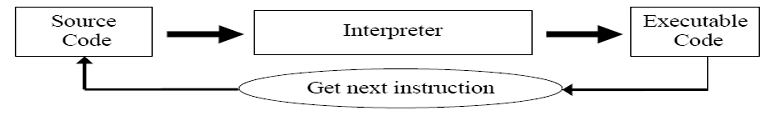 Source
Code
Interpreter
Executable
Code
Get next instruction